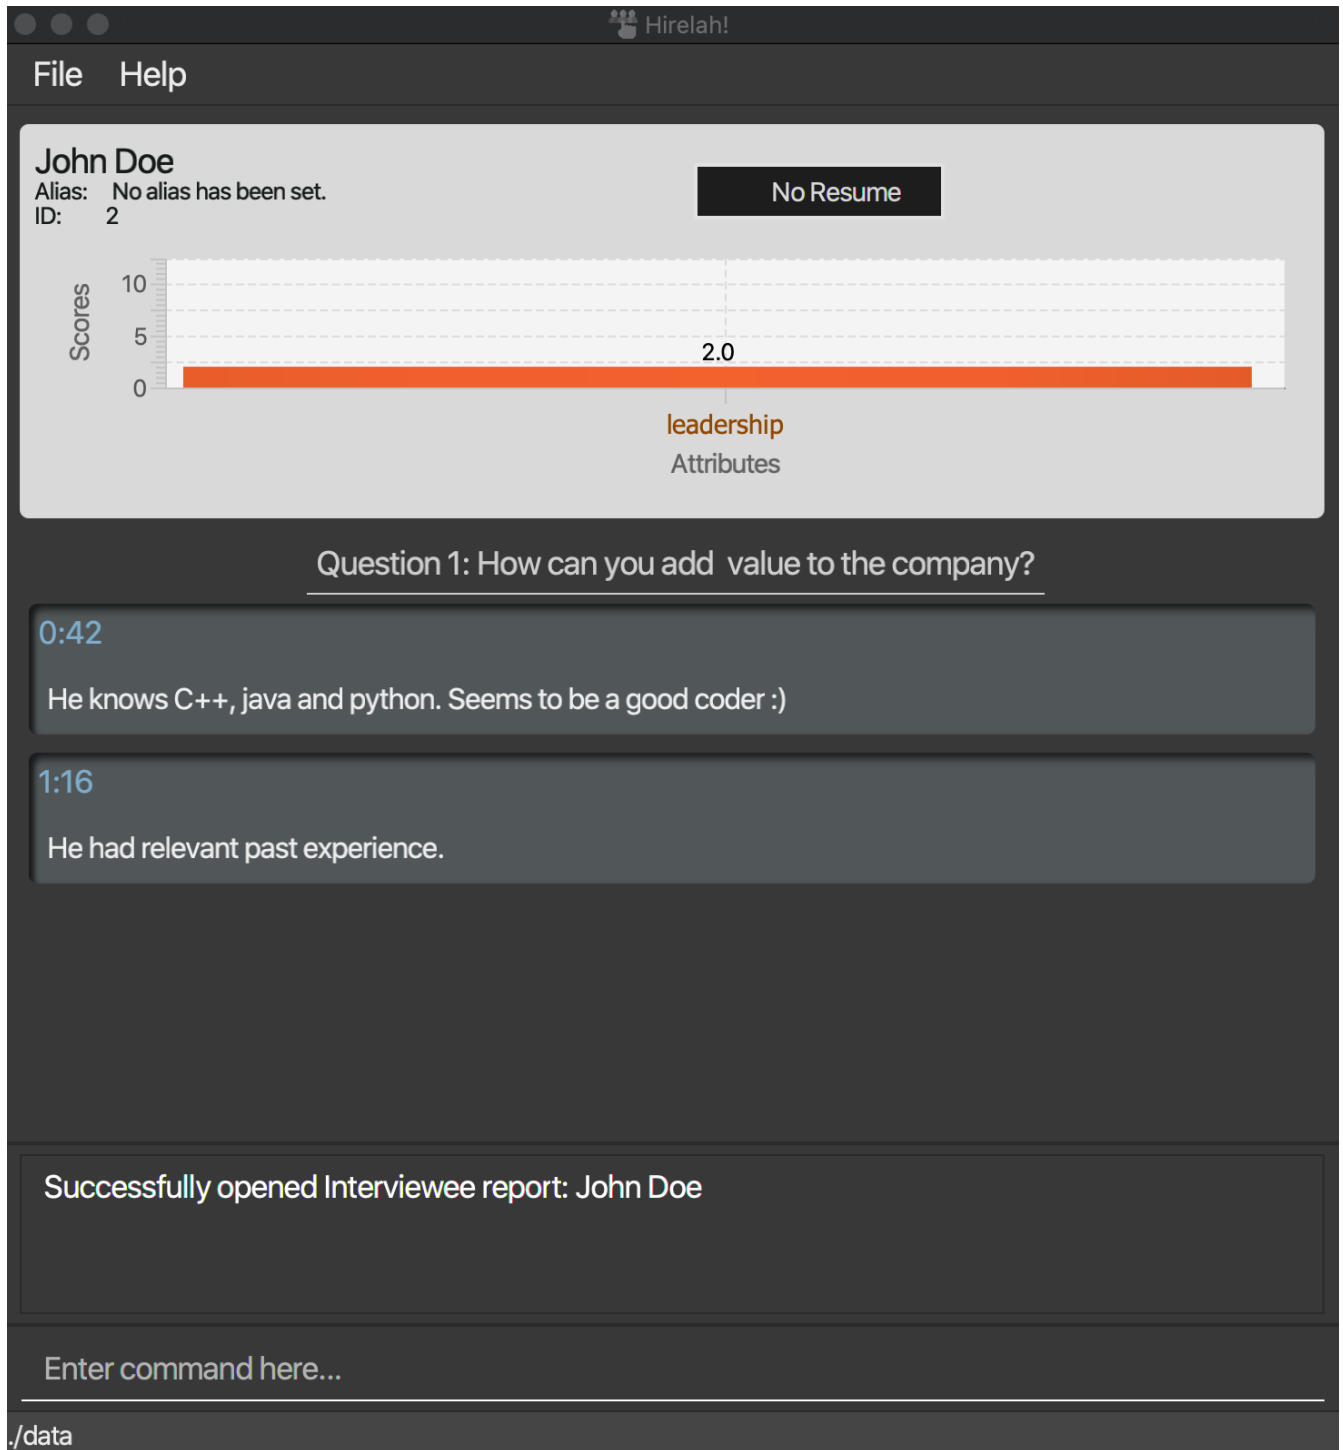 Hirelah!
File Help
John Doe
Alias: No alias has been set.
ID: 2
No Resume
Scores
10
5
0
2.0
leadership
Attributes
Question 1: How can you add  value to the company?
0:42
He knows C++, java and python. Seems to be a good coder :)
1:16
He had relevant past experience.
Successfully opened Interviewee report: John Doe
Enter command here...
./data